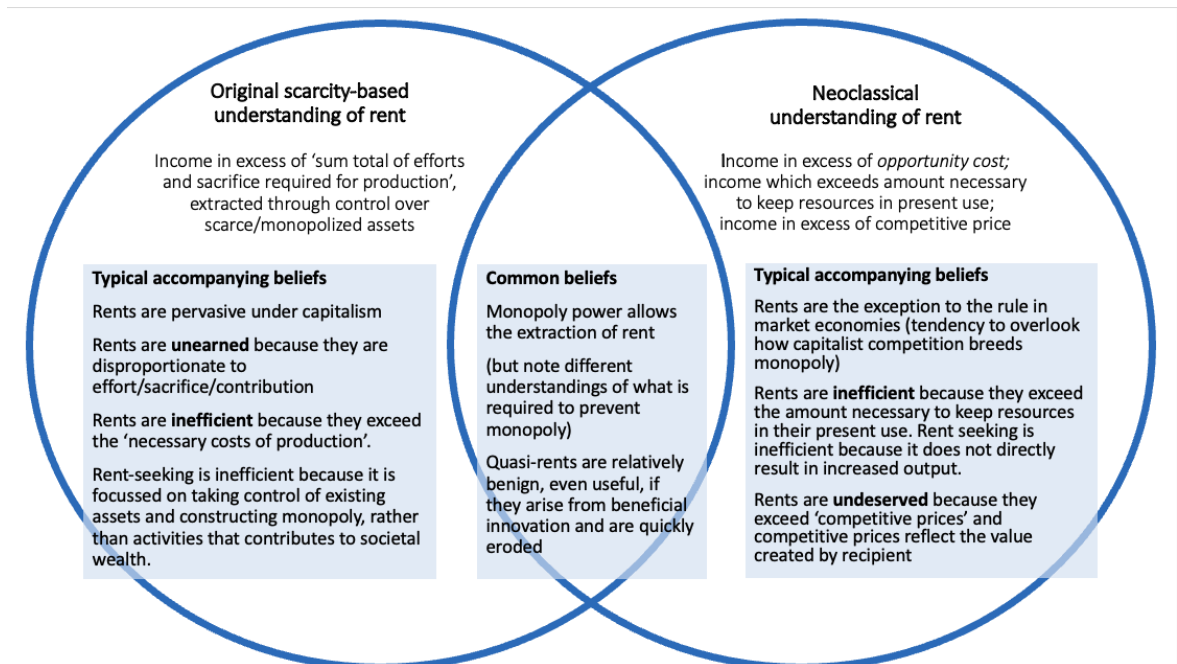 Original scarcity-based
understanding of rent
Income in excess of ‘sum total of efforts
and sacrifice required for production’,
extracted through control over
scarce/monopolized assets
Typical accompanying beliefs
Rents are pervasive under capitalism
Rents are unearned because they are
disproportionate to
effort/sacrifice/contribution
Rents are inefficient because they exceed
the ‘necessary costs of production’.
Rent-seeking is inefficient because it is
focussed on taking control of existing
assets and constructing monopoly, rather
than activities that contributes to societal
wealth.
Common beliefs
Monopoly power allows
the extraction of rent
(but note different
understandings of what is
required to prevent
monopoly)
Quasi-rents are relatively
benign, even useful, if
they arise from beneficial
innovation and are quickly
eroded
Neoclassical
understanding of rent
Income in excess of opportunity cost;
income which exceeds amount necessary
to keep resources in present use;
income in excess of competitive price
Typical accompanying beliefs
Rents are the exception to the rule in
market economies (tendency to overlook
how capitalist competition breeds
monopoly)
Rents are inefficient because they exceed
the amount necessary to keep resources
in their present use. Rent seeking is
inefficient because it does not directly
result in increased output.
Rents are undeserved because they
exceed ‘competitive prices’ and
competitive prices reflect the value
created by recipient